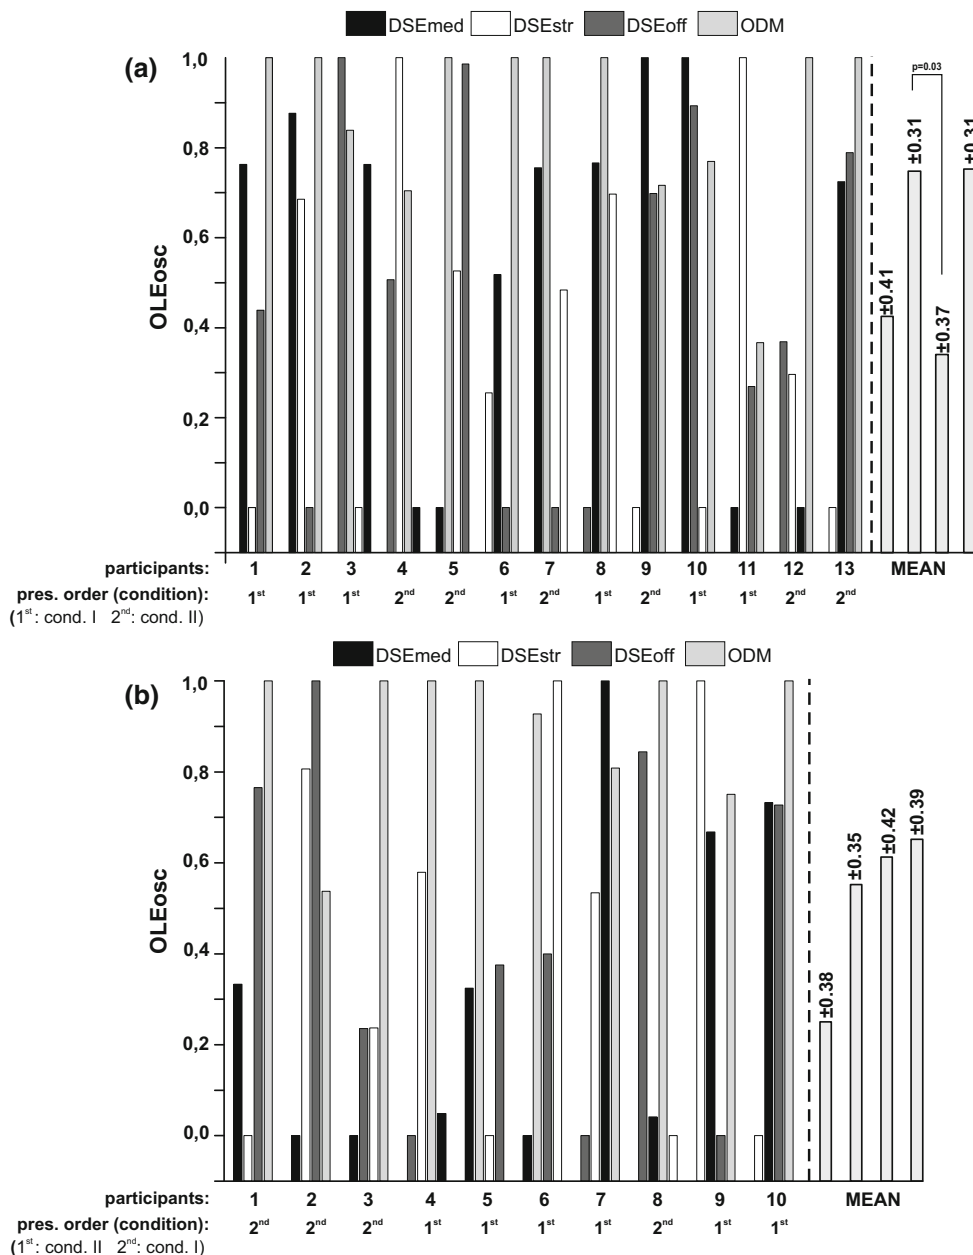 DSEmed DSEstr DSEoff ODM
(a)
1,0
p=0.03
±0.31
±0.31
0,8
0,6
OLEosc
±0.41
0,4
±0.37
0,2
0,0
participants: 1 2 3 4 5 6 7 8 9 10 11 12 13 MEAN
pres. order (condition): 1st 1st 1st 2nd 2nd 1st 2nd 1st 2nd 1st 1st 2nd 2nd
(1st: cond. I 2nd: cond. II)
DSEmed DSEstr DSEoff ODM
(b)
1,0
0,8
±0.39
±0.42
±0.35
0,6
OLEosc
0,4
±0.38
0,2
0,0
participants: 1 2 3 4 5 6 7 8 9 10 MEAN
pres. order (condition): 2nd 2nd 2nd 1st 1st 1st 1st 2nd 1st 1st
(1st: cond. II 2nd: cond. I)